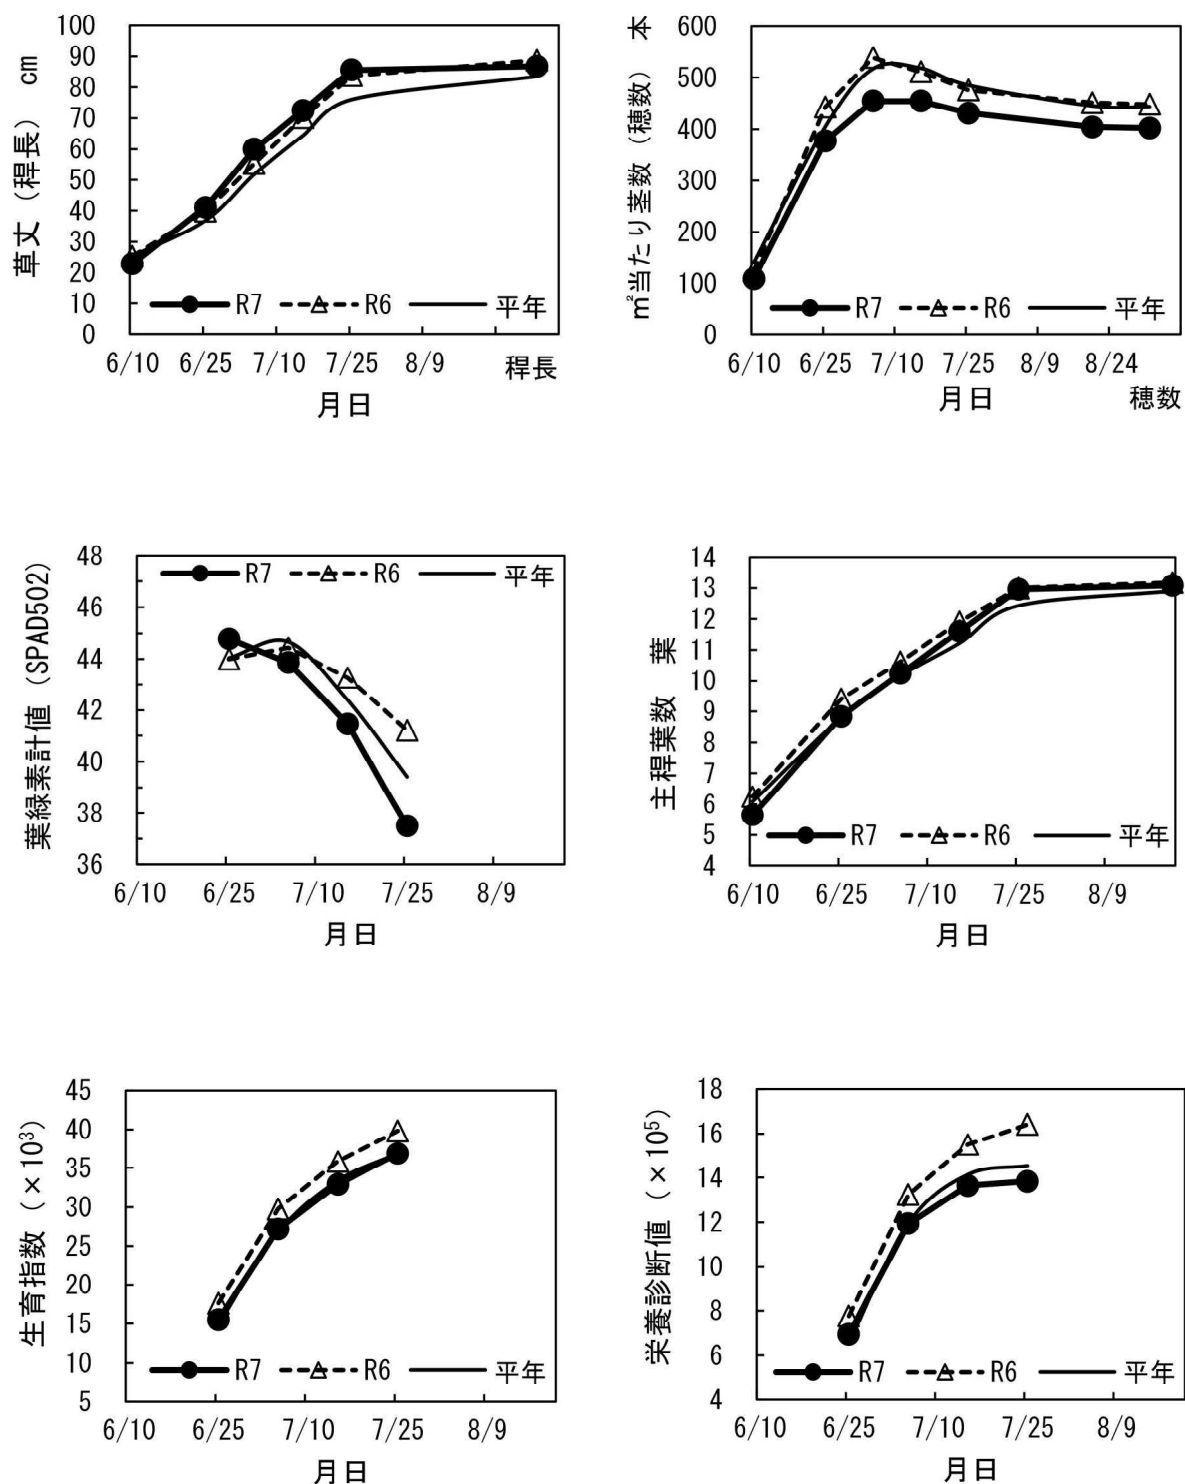 草丈（稈長） cm
100
90
80
70
60
50
40
30
20
10
0
R7 R6 平年
6/10 6/25 7/10 7/25 8/9 稈長
月日
㎡当たり茎数（穂数） 本
600
500
400
300
200
100
0
R7 R6 平年
6/10 6/25 7/10 7/25 8/9 8/24
月日 穂数
葉緑素計値（SPAD502）
48
46
44
42
40
38
36
R7 R6 平年
6/10 6/25 7/10 7/25 8/9
月日
主稈葉数 葉
14
13
12
11
10
9
8
7
6
5
4
R7 R6 平年
6/10 6/25 7/10 7/25 8/9
月日
生育指数（×10³）
45
40
35
30
25
20
15
10
5
R7 R6 平年
6/10 6/25 7/10 7/25 8/9
月日
栄養診断値（×10⁵）
18
16
14
12
10
8
6
4
R7 R6 平年
6/10 6/25 7/10 7/25 8/9
月日